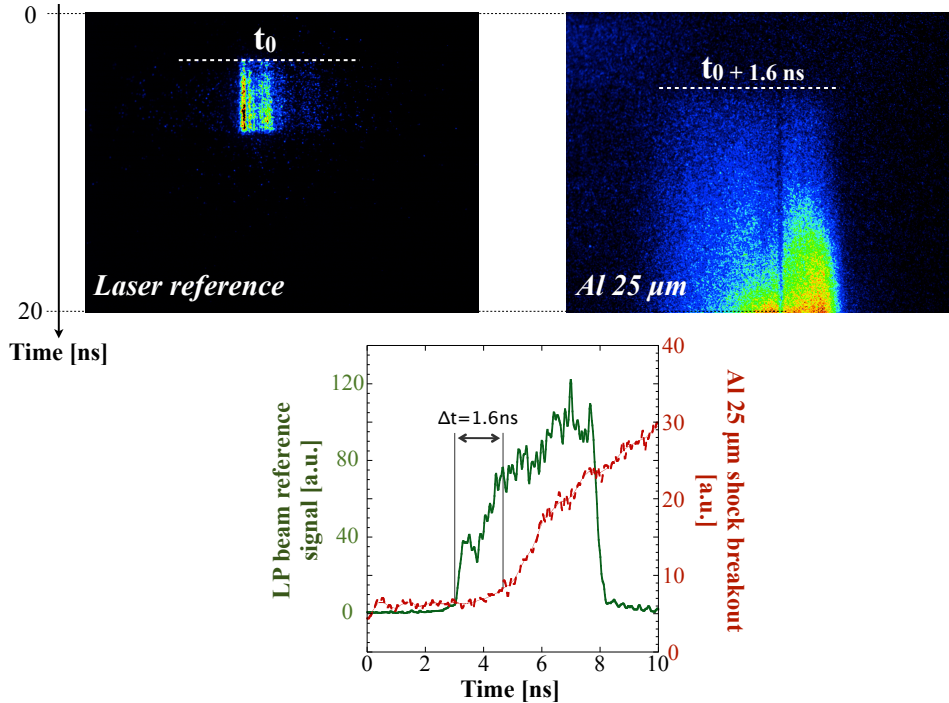 0
t0
t0 + 1.6 ns
Laser reference
Al 25 μm
20
Time [ns]
40
120
Δt=1.6ns
30
80
20
40
10
0
0
LP beam reference
signal [a.u.]
Al 25 μm shock breakout
[a.u.]
0
2
4
6
8
10
Time [ns]